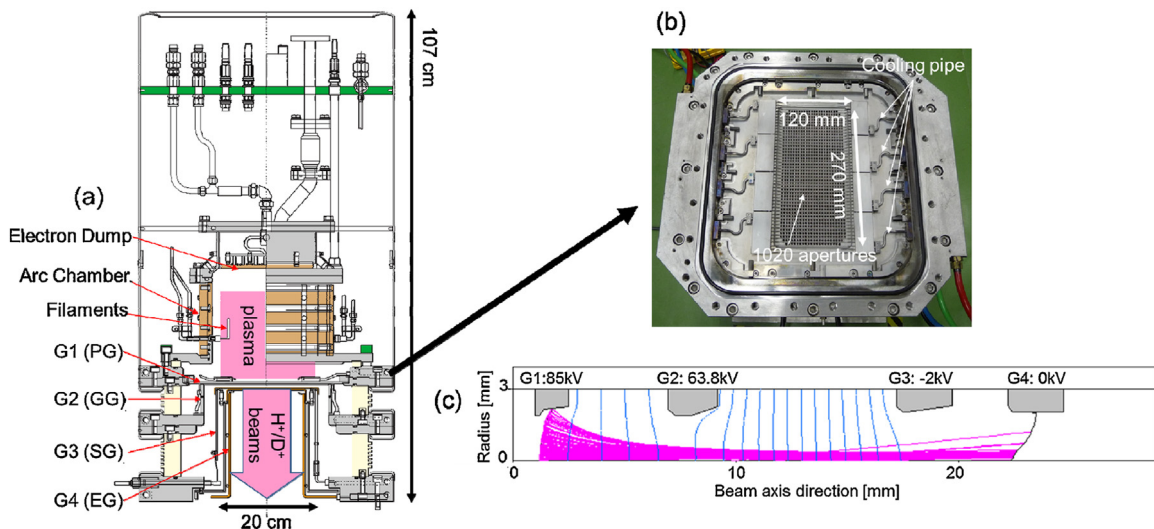 (a)
107 cm
Electron Dump
Arc Chamber
Filaments
plasma
G1 (PG)
G2 (GG)
G3 (SG)
G4 (EG)
H⁺/D⁺
beams
20 cm
(b)
Cooling pipe
120 mm
270 mm
1020 apertures
(c)
G1:85kV
G2: 63.8kV
G3: -2kV
G4: 0kV
Radius [mm]
3
0
0
10
20
Beam axis direction [mm]